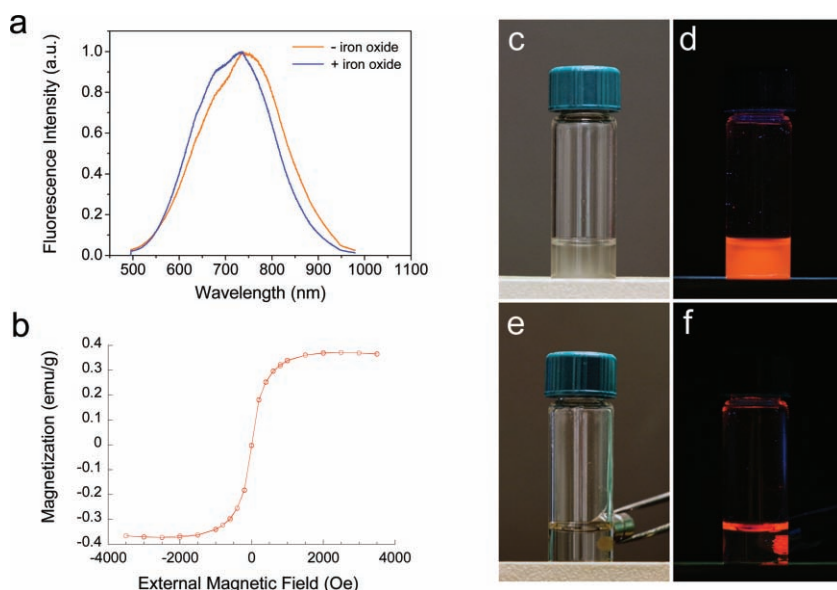 a
- iron oxide
+ iron oxide
Fluorescence Intensity (a.u.)
1.0
0.8
0.6
0.4
0.2
0.0
500 600 700 800 900 1000 1100
Wavelength (nm)
b
Magnetization (emu/g)
0.4
0.3
0.2
0.1
0
-0.1
-0.2
-0.3
-0.4
-4000 -2000 0 2000 4000
External Magnetic Field (Oe)
c
d
e
f